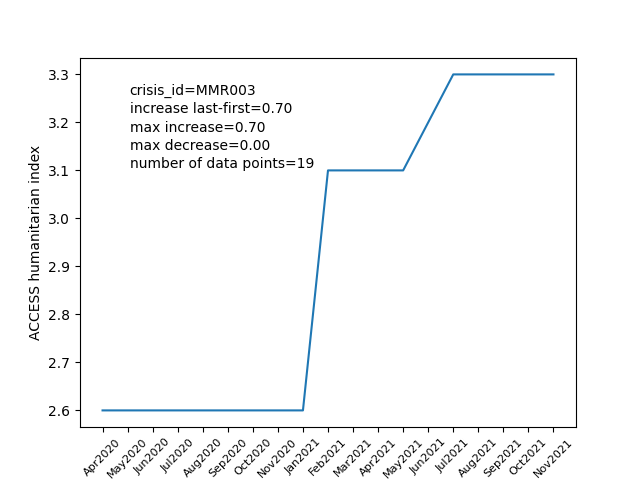 crisis_id=MMR003
increase last-first=0.70
max increase=0.70
max decrease=0.00
number of data points=19
ACCESS humanitarian index
3.3
3.2
3.1
3.0
2.9
2.8
2.7
2.6
Apr2020
May2020
Jun2020
Jul2020
Aug2020
Sep2020
Oct2020
Nov2020
Jan2021
Feb2021
Mar2021
Apr2021
May2021
Jun2021
Jul2021
Aug2021
Sep2021
Oct2021
Nov2021